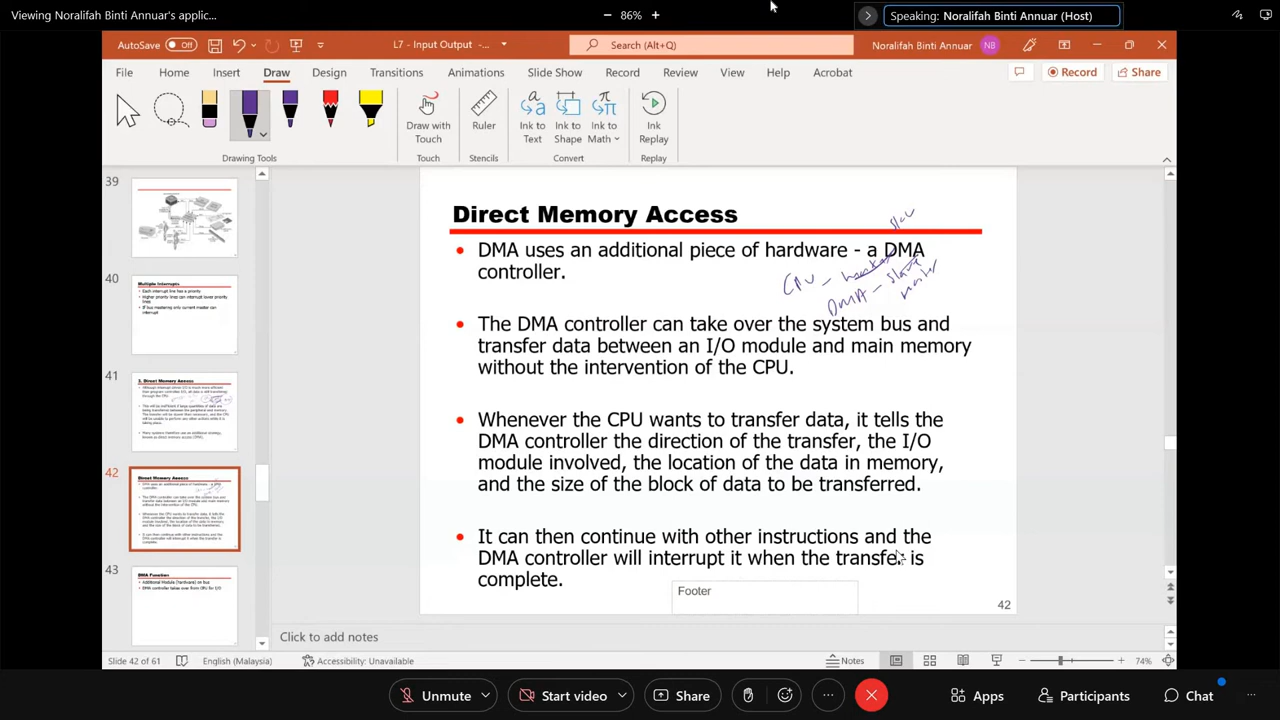 Viewing Noralifah Binti Annuar's applic...
86%
Speaking: Noralifah Binti Annuar (Host)
AutoSave Off
L7 - Input Output -...
Search (Alt+Q)
Noralifah Binti Annuar NB
File Home Insert Draw Design Transitions Animations Slide Show Record Review View Help Acrobat
Record Share
Draw with Touch
Ruler
Ink to Text
Ink to Shape
Ink to Math
Ink Replay
Drawing Tools Touch Stencils Convert Replay
39
40
Multiple Interrupts
Each interrupt line has a priority
Higher priority lines can interrupt lower priority
lines
If bus mastering only current master can
interrupt
41
3. Direct Memory Access
42
Direct Memory Access
43
DMA Function
Additional Module (hardware) on bus
DMA controller takes over from CPU for I/O
Direct Memory Access
• DMA uses an additional piece of hardware - a DMA
controller.
CPU -
DMA - slave
• The DMA controller can take over the system bus and
transfer data between an I/O module and main memory
without the intervention of the CPU.
• Whenever the CPU wants to transfer data, it tells the
DMA controller the direction of the transfer, the I/O
module involved, the location of the data in memory,
and the size of the block of data to be transferred.
• It can then continue with other instructions and the
DMA controller will interrupt it when the transfer is
complete.
Footer
42
Click to add notes
Slide 42 of 61 English (Malaysia) Accessibility: Unavailable Notes 74%
Unmute Start video Share Apps Participants Chat